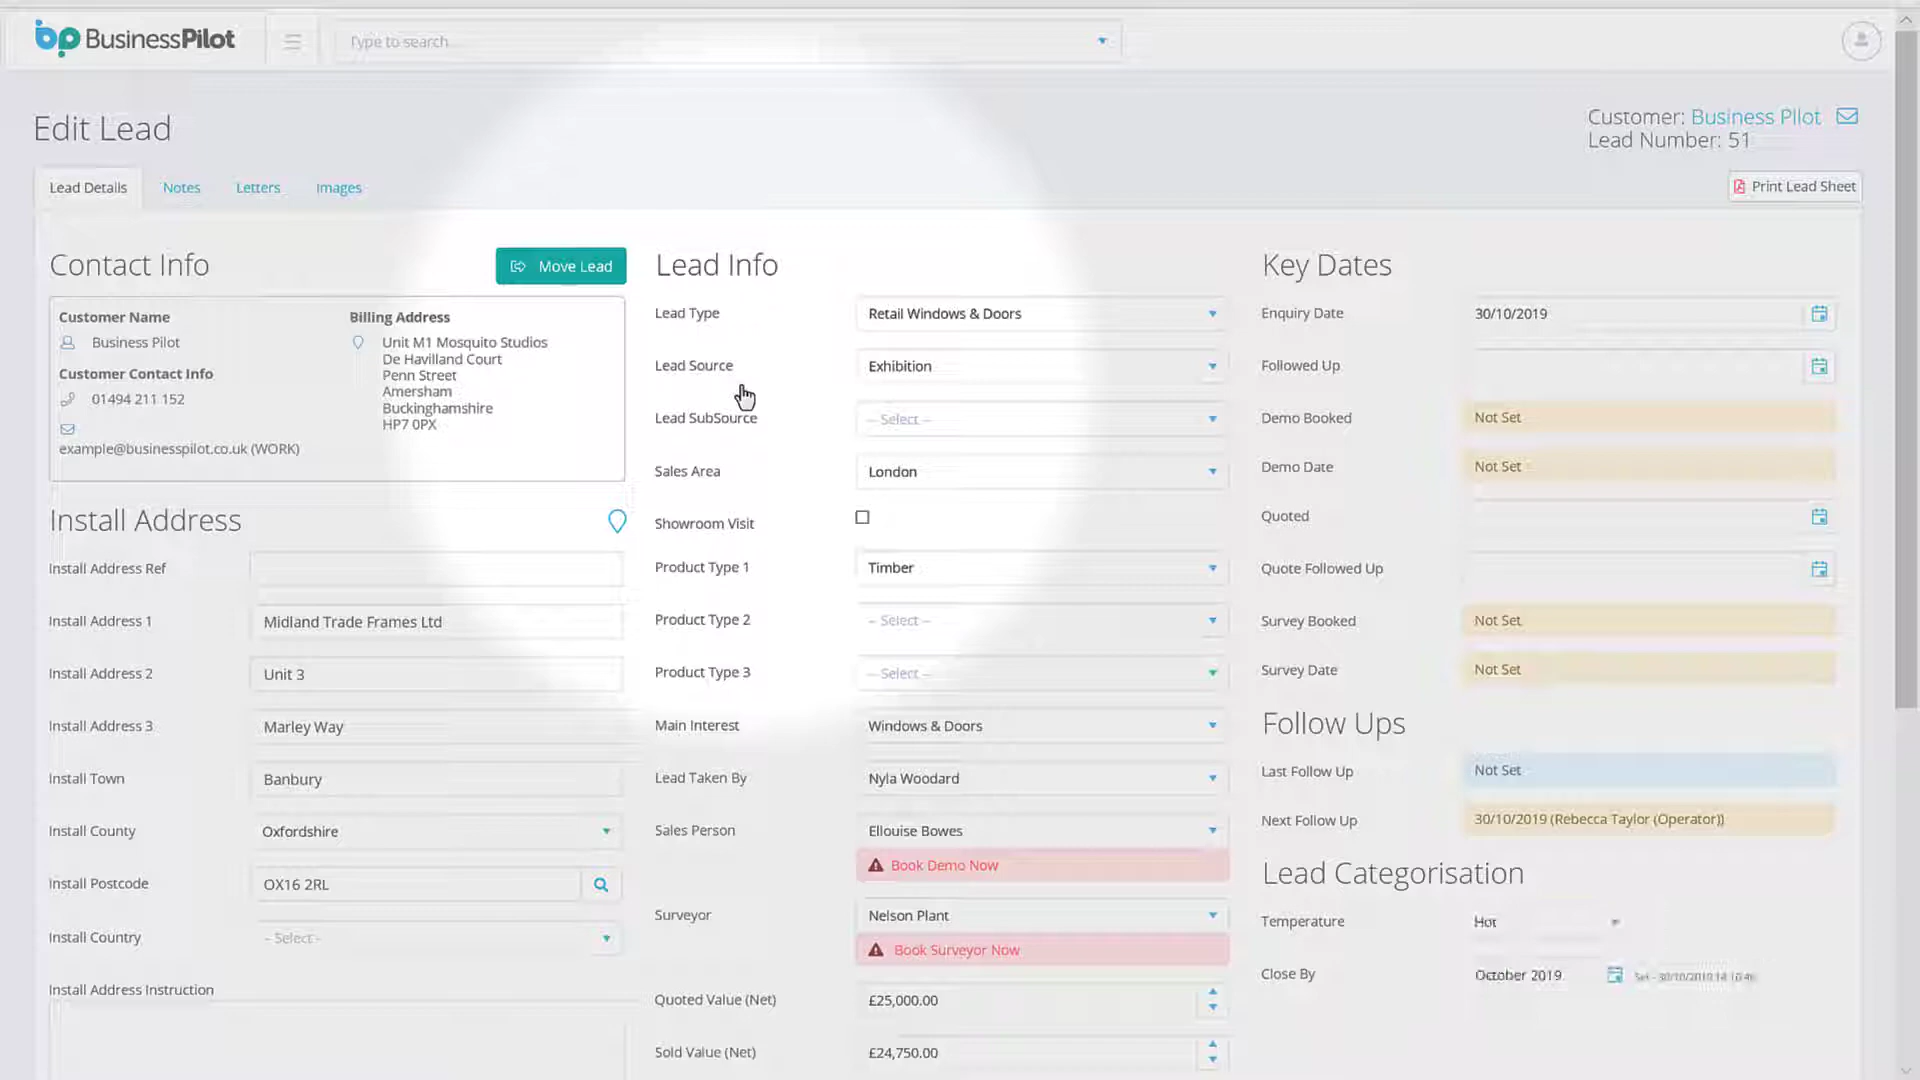 BusinessPilot
Type to search
Edit Lead
Customer: Business Pilot
Lead Number: 51
Lead Details
Notes
Letters
Images
Print Lead Sheet
Contact Info
Move Lead
Customer Name
Business Pilot
Customer Contact Info
01494 211 152
example@businesspilot.co.uk (WORK)
Billing Address
Unit M1 Mosquito Studios
De Havilland Court
Penn Street
Amersham
Buckinghamshire
HP7 0PX
Install Address
Install Address Ref
Install Address 1
Midland Trade Frames Ltd
Install Address 2
Unit 3
Install Address 3
Marley Way
Install Town
Banbury
Install County
Oxfordshire
Install Postcode
OX16 2RL
Install Country
- Select -
Install Address Instruction
Lead Info
Lead Type
Retail Windows & Doors
Lead Source
Exhibition
Lead SubSource
-- Select --
Sales Area
London
Showroom Visit
Product Type 1
Timber
Product Type 2
-- Select --
Product Type 3
-- Select --
Main Interest
Windows & Doors
Lead Taken By
Nyla Woodard
Sales Person
Ellouise Bowes
Book Demo Now
Surveyor
Nelson Plant
Book Surveyor Now
Quoted Value (Net)
£25,000.00
Sold Value (Net)
£24,750.00
Key Dates
Enquiry Date
30/10/2019
Followed Up
Demo Booked
Not Set
Demo Date
Not Set
Quoted
Quote Followed Up
Survey Booked
Not Set
Survey Date
Not Set
Follow Ups
Last Follow Up
Not Set
Next Follow Up
30/10/2019 (Rebecca Taylor (Operator))
Lead Categorisation
Temperature
Hot
Close By
October 2019
Set - 30/10/2019